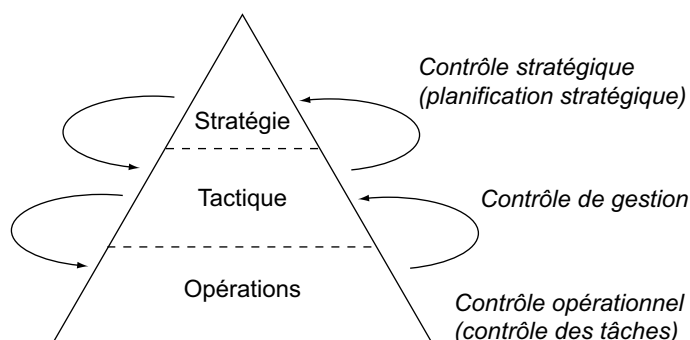 Contrôle stratégique
(planification stratégique)
Stratégie
Tactique
Contrôle de gestion
Opérations
Contrôle opérationnel
(contrôle des tâches)